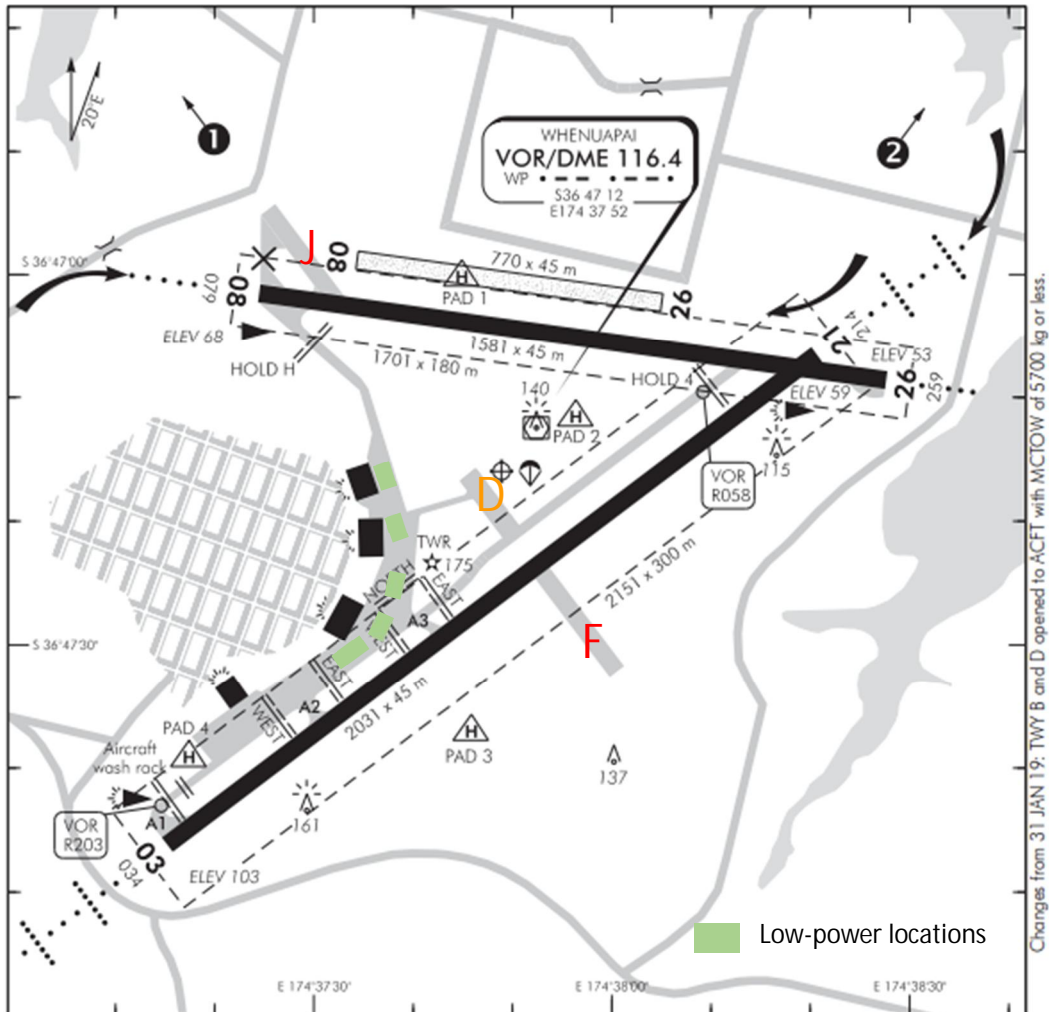 20°E
1
WHENUAPAI
VOR/DME 116.4
WP
S36 47 12
E174 37 52
2
J
S 36°47'00"
079
08
08
H
PAD 1
770 x 45 m
26
21
214
ELEV 68
HOLD H
1581 x 45 m
1701 x 180 m
HOLD 4
ELEV 53
ELEV 59
26
259
140
H
PAD 2
115
VOR
R058
D
TWR
175
NORTH
EAST
A3
WEST
2151 x 300 m
F
S 36°47'30"
EAST
A2
WEST
2031 x 45 m
PAD 4
H
Aircraft
wash rack
H
PAD 3
137
A1
VOR
R203
161
03
034
ELEV 103
Low-power locations
E 174°37'30"
E 174°38'00"
E 174°38'30"
Changes from 31 JAN 19: TWY B and D opened to ACFT with MCTOW of 5700 kg or less.